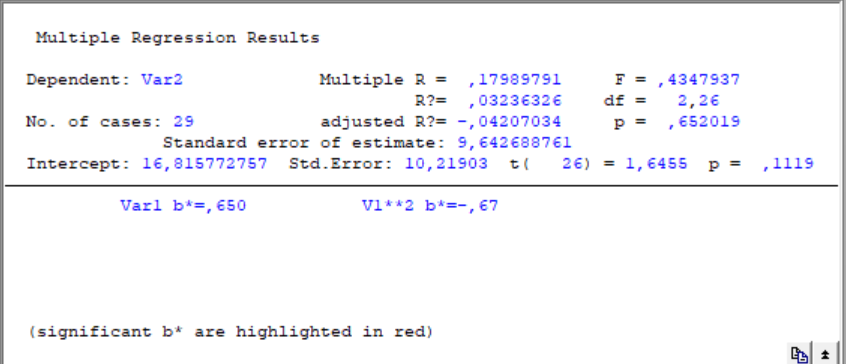 Multiple Regression Results
Dependent: Var2 Multiple R = ,17989791 F = ,4347937
R?= ,03236326 df = 2,26
No. of cases: 29 adjusted R?= -,04207034 p = ,652019
Standard error of estimate: 9,642688761
Intercept: 16,815772757 Std.Error: 10,21903 t( 26) = 1,6455 p = ,1119
Var1 b*=,650 V1**2 b*=-,67
(significant b* are highlighted in red)